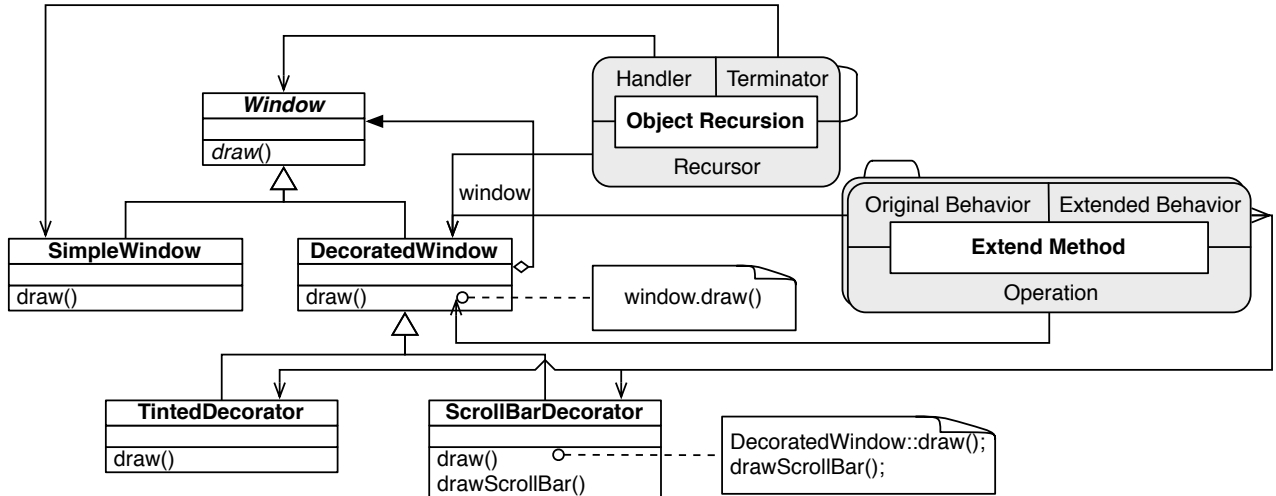 Handler
Terminator
Object Recursion
Recursor
Window
draw()
window
Original Behavior
Extended Behavior
Extend Method
Operation
SimpleWindow
draw()
DecoratedWindow
draw()
window.draw()
TintedDecorator
draw()
ScrollBarDecorator
draw()
drawScrollBar()
DecoratedWindow::draw();
drawScrollBar();